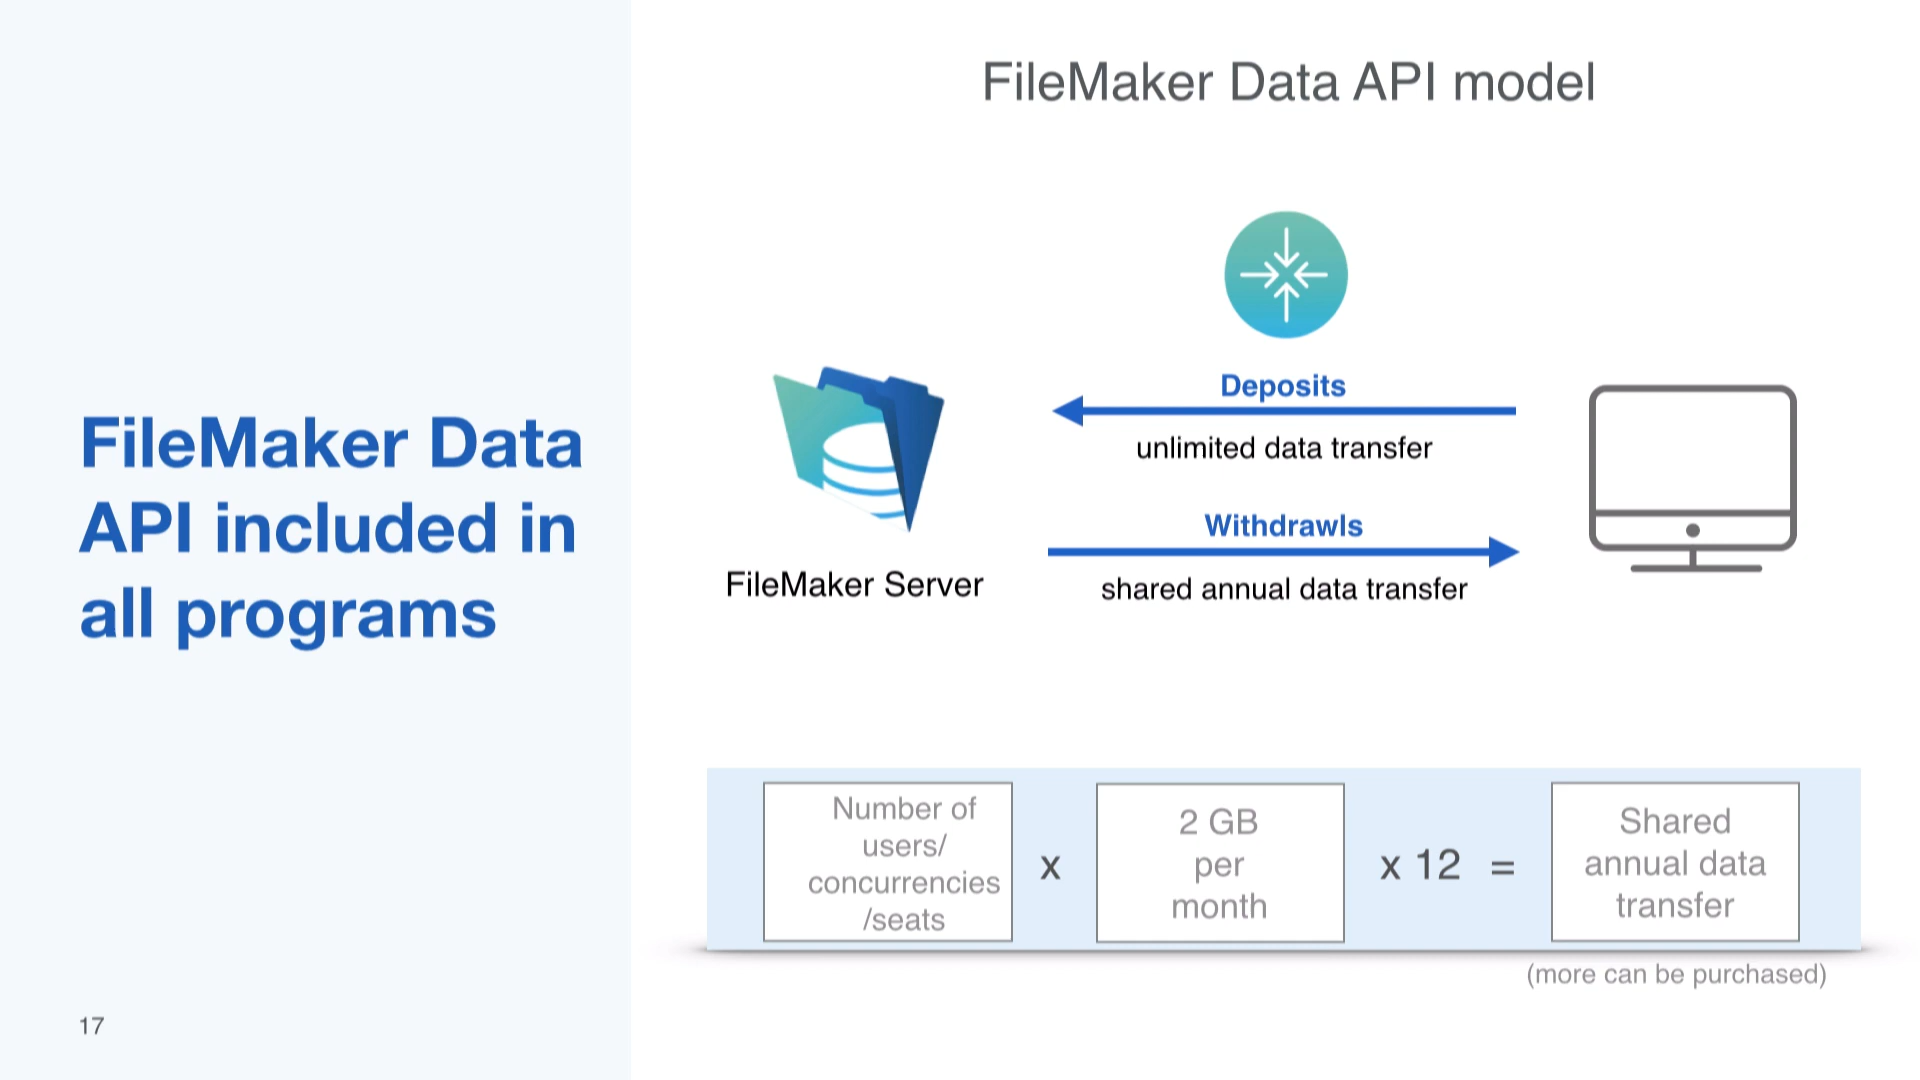 FileMaker Data
API included in
all programs
17
FileMaker Data API model
Deposits
unlimited data transfer
Withdrawls
shared annual data transfer
FileMaker Server
Number of
users/
concurrencies
/seats
x
2 GB
per
month
x 12 =
Shared
annual data
transfer
(more can be purchased)